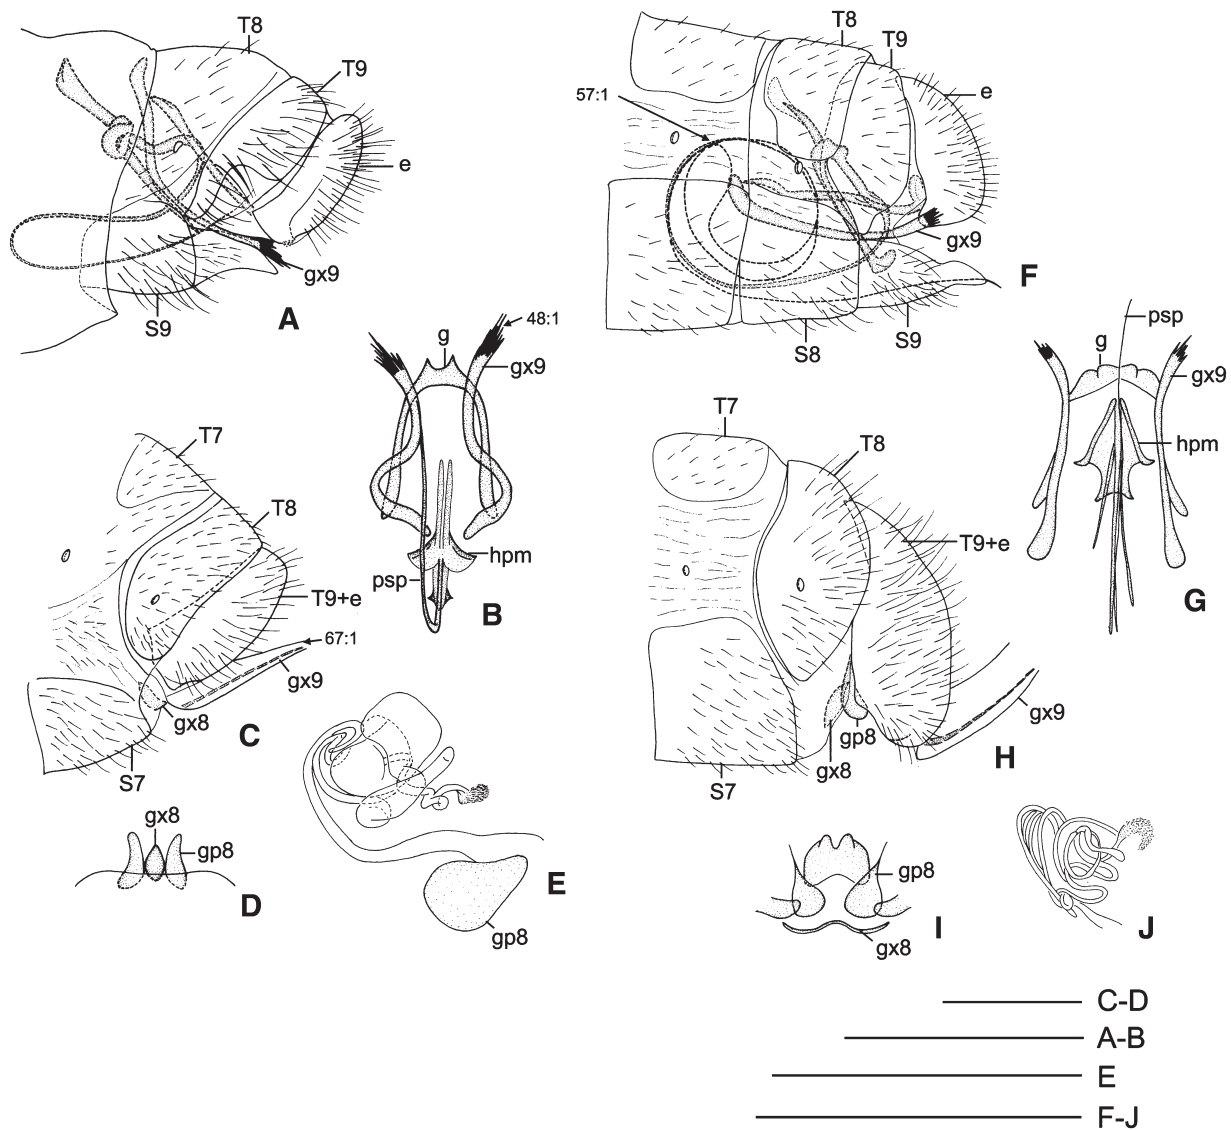 T8
T9
e
gx9
S9
A
T8
T9
e
57:1
gx9
F
S8
S9
g
48:1
gx9
hpm
psp
B
psp
g
gx9
hpm
G
T7
T8
T9+e
67:1
gx9
gx8
C
S7
T7
T8
T9+e
gx9
gp8
gx8
H
S7
gx8
gp8
D
E
gp8
gp8
gx8
I
J
C-D
A-B
E
F-J